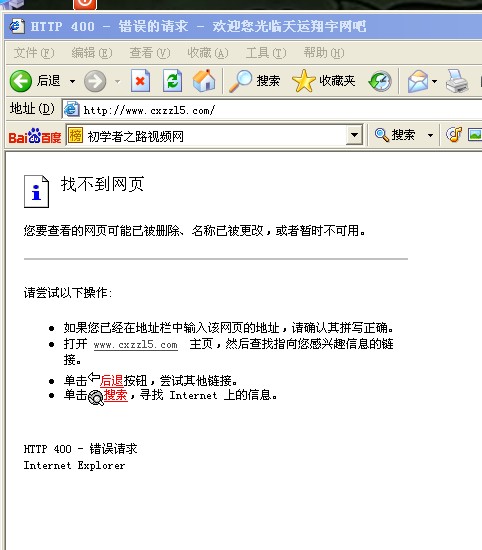 HTTP 400 - 错误的请求 - 欢迎您光临天运翔宇网吧
文件(F) 编辑(E) 查看(V) 收藏(A) 工具(T) 帮助(H)
后退 搜索 收藏夹
地址(D) http://www.cxzzl5.com/
Bai百度 榜 初学者之路视频网 搜索
找不到网页
您要查看的网页可能已被删除、名称已被更改，或者暂时不可用。
请尝试以下操作:
如果您已经在地址栏中输入该网页的地址，请确认其拼写正确。
打开 www.cxzzl5.com 主页，然后查找指向您感兴趣信息的链
接。
单击后退按钮，尝试其他链接。
单击搜索，寻找 Internet 上的信息。
HTTP 400 - 错误请求
Internet Explorer